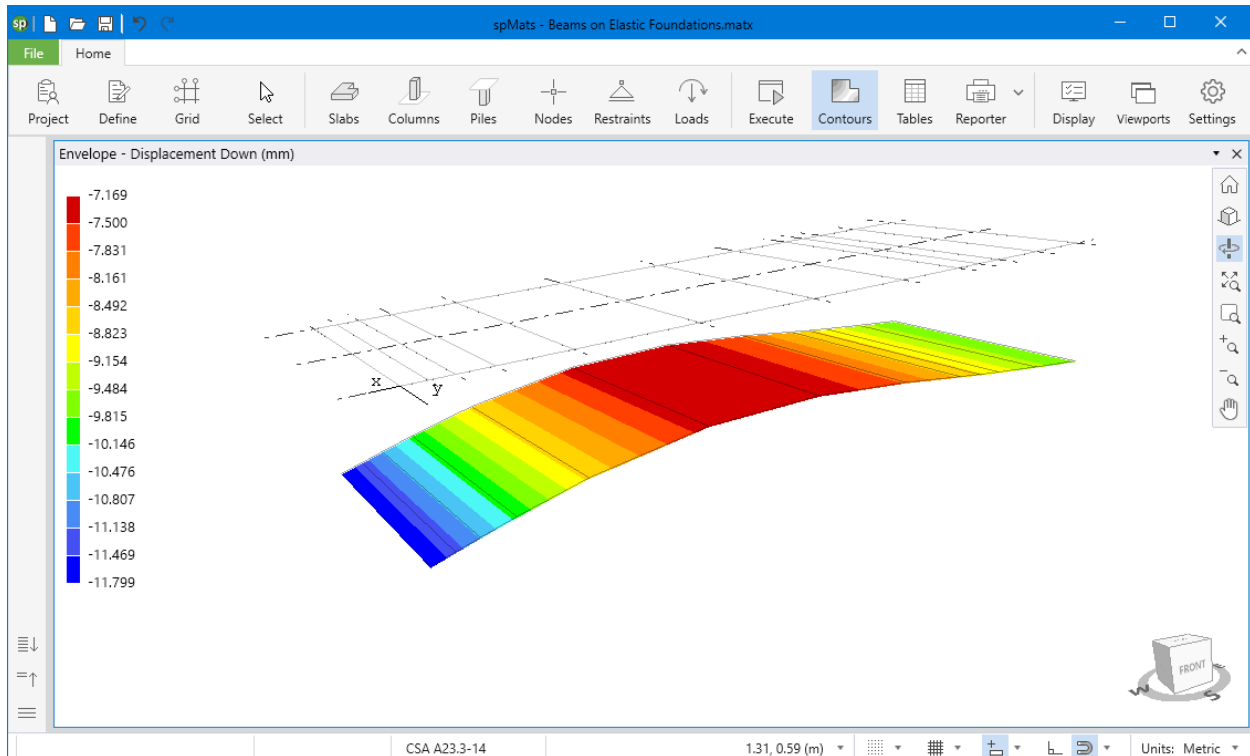 sp
spMats - Beams on Elastic Foundations.matx
File Home
Project Define Grid Select Slabs Columns Piles Nodes Restraints Loads Execute Contours Tables Reporter Display Viewports Settings
Envelope - Displacement Down (mm)
-7.169
-7.500
-7.831
-8.161
-8.492
-8.823
-9.154
-9.484
-9.815
-10.146
-10.476
-10.807
-11.138
-11.469
-11.799
x
y
FRONT
W S
CSA A23.3-14 1.31, 0.59 (m) Units: Metric